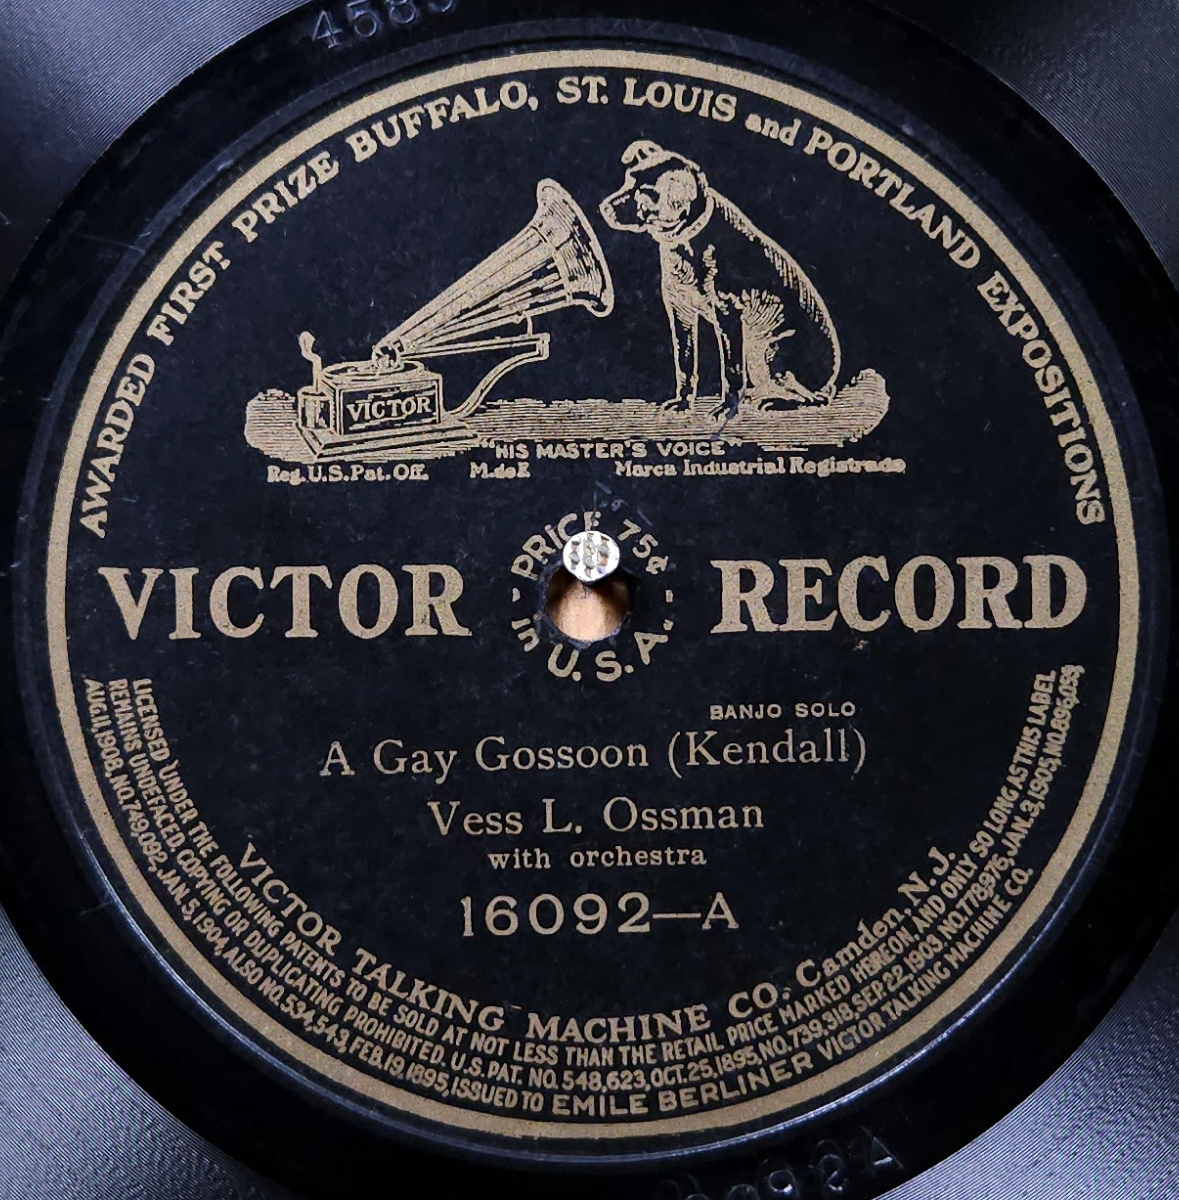 AWARDED FIRST PRIZE BUFFALO, ST. LOUIS and PORTLAND EXPOSITIONS
VICTOR
"HIS MASTER'S VOICE"
Reg. U.S. Pat. Off. M. de F. Marca Industrial Registrada
PRICE 75¢
VICTOR RECORD
in U.S.A.
BANJO SOLO
A Gay Gossoon (Kendall)
Vess L. Ossman
with orchestra
16092—A
VICTOR TALKING MACHINE CO. Camden, N.J.
LICENSED UNDER THE FOLLOWING PATENTS TO BE SOLD AT NOT LESS THAN THE RETAIL PRICE MARKED HEREON AND ONLY SO LONG AS THIS LABEL
REMAINS UNDEFACED COPYING OR DUPLICATING PROHIBITED. U.S. PAT. NO. 548,623, OCT. 25, 1895, NO. 739,318, SEP. 22, 1903. NO. 778,976, JAN. 3, 1905, NO. 896,059,
AUG. 11, 1908, NO. 749,092, JAN. 5, 1904, ALSO NO. 534,543, FEB. 19, 1895, ISSUED TO EMILE BERLINER VICTOR TALKING MACHINE CO.